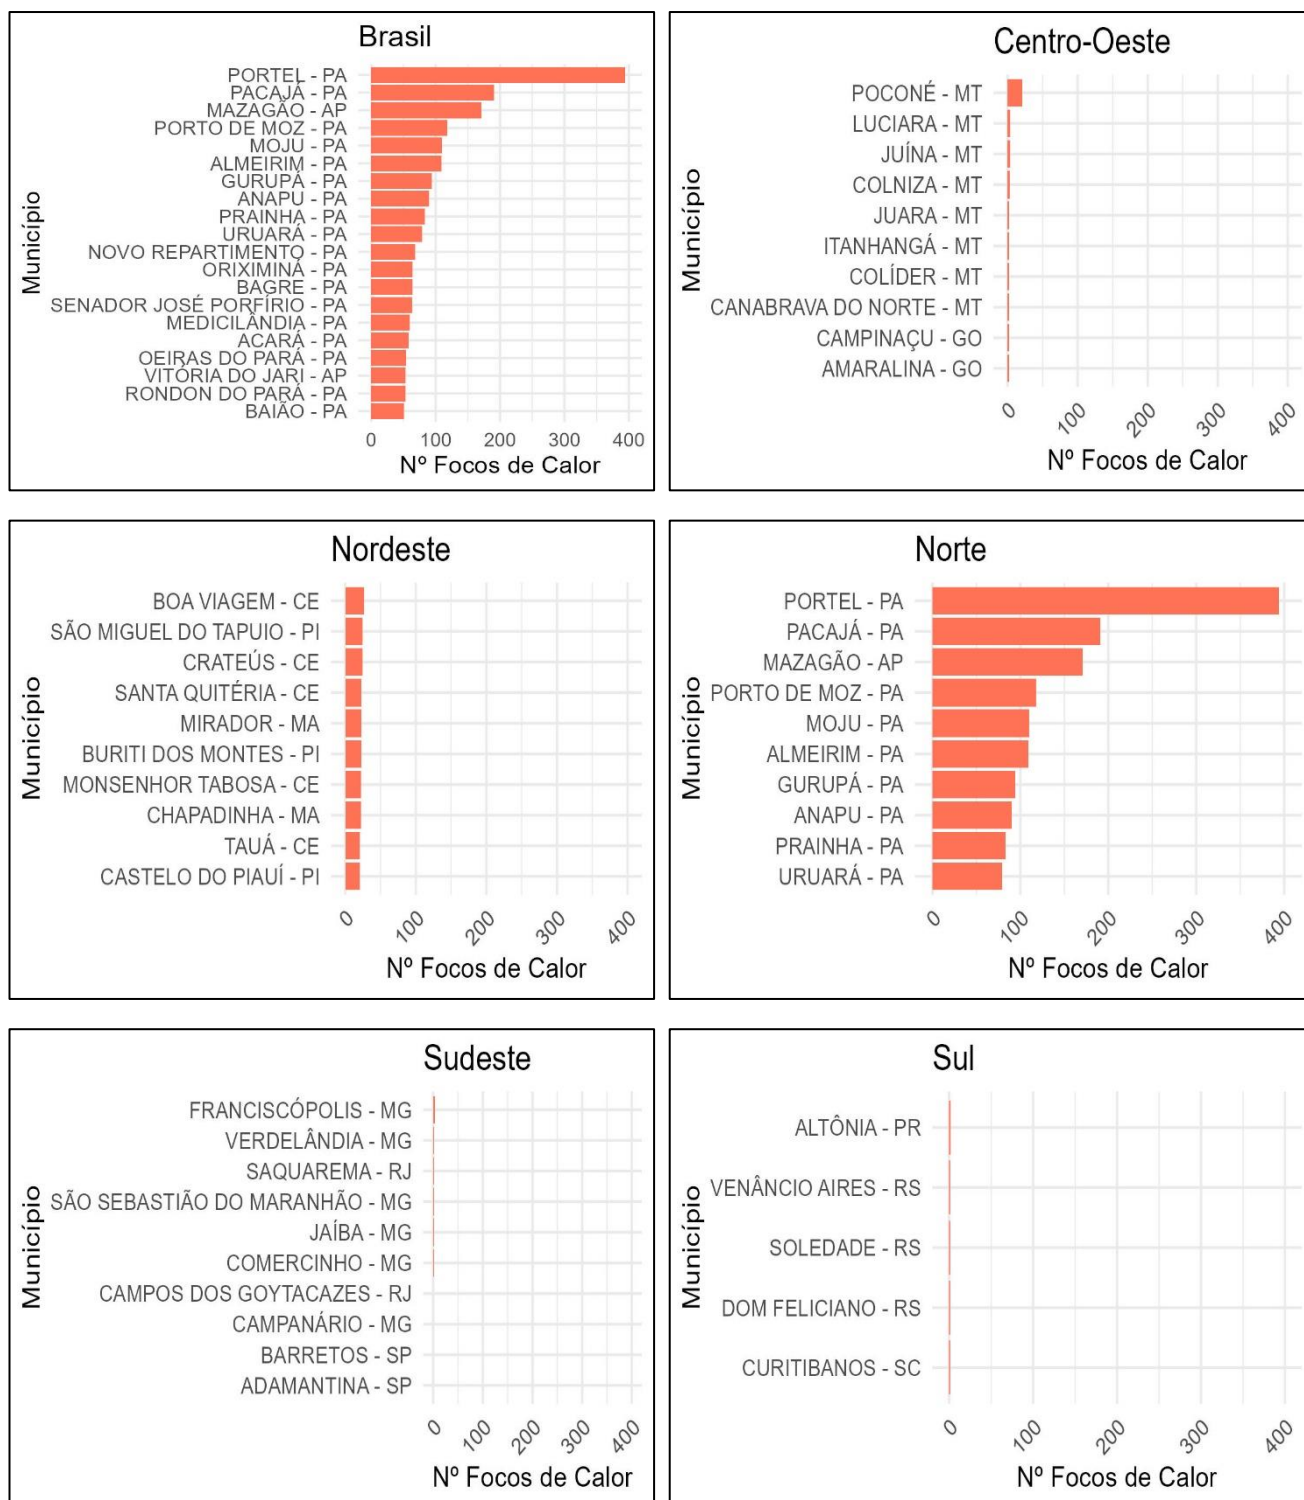 Brasil
Município
PORTEL - PA
PACAJÁ - PA
MAZAGÃO - AP
PORTO DE MOZ - PA
MOJU - PA
ALMEIRIM - PA
GURUPÁ - PA
ANAPU - PA
PRAINHA - PA
URUARÁ - PA
NOVO REPARTIMENTO - PA
ORIXIMINÁ - PA
BAGRE - PA
SENADOR JOSÉ PORFÍRIO - PA
MEDICILÂNDIA - PA
ACARÁ - PA
OEIRAS DO PARÁ - PA
VITÓRIA DO JARI - AP
RONDON DO PARÁ - PA
BAIÃO - PA
0 100 200 300 400
Nº Focos de Calor
Centro-Oeste
Município
POCONÉ - MT
LUCIARA - MT
JUÍNA - MT
COLNIZA - MT
JUARA - MT
ITANHANGÁ - MT
COLÍDER - MT
CANABRAVA DO NORTE - MT
CAMPINAÇU - GO
AMARALINA - GO
0 100 200 300 400
Nº Focos de Calor
Nordeste
Município
BOA VIAGEM - CE
SÃO MIGUEL DO TAPUIO - PI
CRATEÚS - CE
SANTA QUITÉRIA - CE
MIRADOR - MA
BURITI DOS MONTES - PI
MONSENHOR TABOSA - CE
CHAPADINHA - MA
TAUÁ - CE
CASTELO DO PIAUÍ - PI
0 100 200 300 400
Nº Focos de Calor
Norte
Município
PORTEL - PA
PACAJÁ - PA
MAZAGÃO - AP
PORTO DE MOZ - PA
MOJU - PA
ALMEIRIM - PA
GURUPÁ - PA
ANAPU - PA
PRAINHA - PA
URUARÁ - PA
0 100 200 300 400
Nº Focos de Calor
Sudeste
Município
FRANCISCÓPOLIS - MG
VERDELÂNDIA - MG
SAQUAREMA - RJ
SÃO SEBASTIÃO DO MARANHÃO - MG
JAÍBA - MG
COMERCINHO - MG
CAMPOS DOS GOYTACAZES - RJ
CAMPANÁRIO - MG
BARRETOS - SP
ADAMANTINA - SP
0 100 200 300 400
Nº Focos de Calor
Sul
Município
ALTÔNIA - PR
VENÂNCIO AIRES - RS
SOLEDADE - RS
DOM FELICIANO - RS
CURITIBANOS - SC
0 100 200 300 400
Nº Focos de Calor